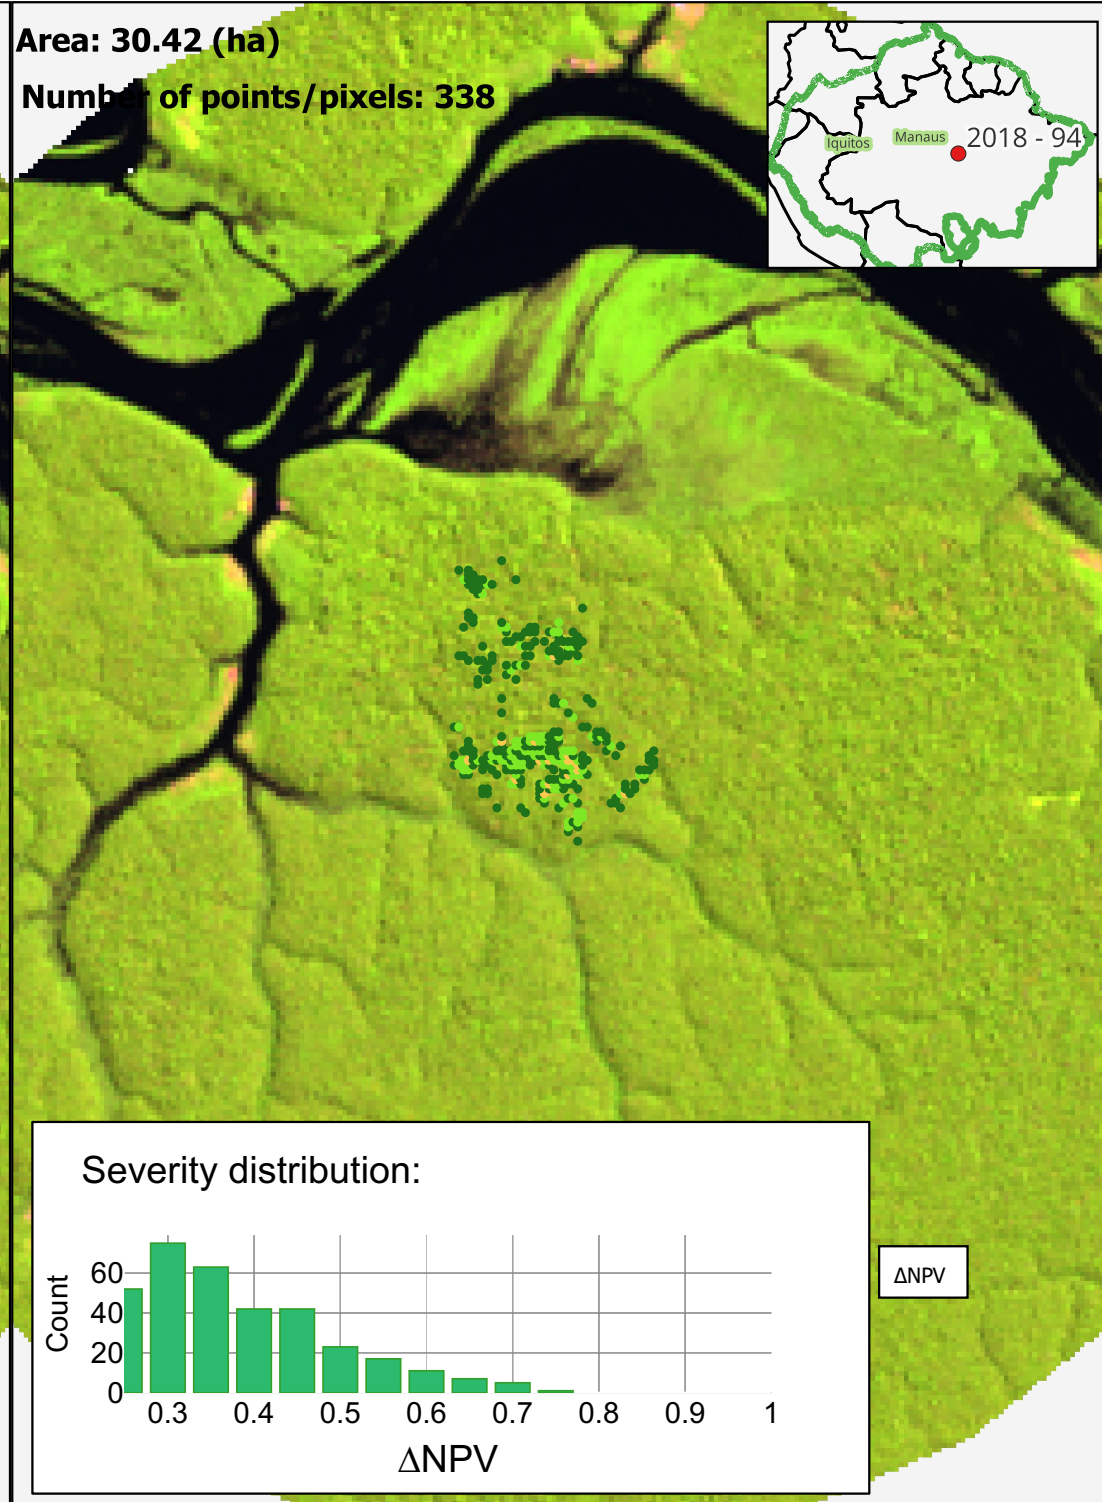 Area: 30.42 (ha)
Number of points/pixels: 338
Iquitos
Manaus
2018 - 94
Severity distribution:
Count
60
40
20
0
0.3 0.4 0.5 0.6 0.7 0.8 0.9 1
ΔNPV
ΔNPV